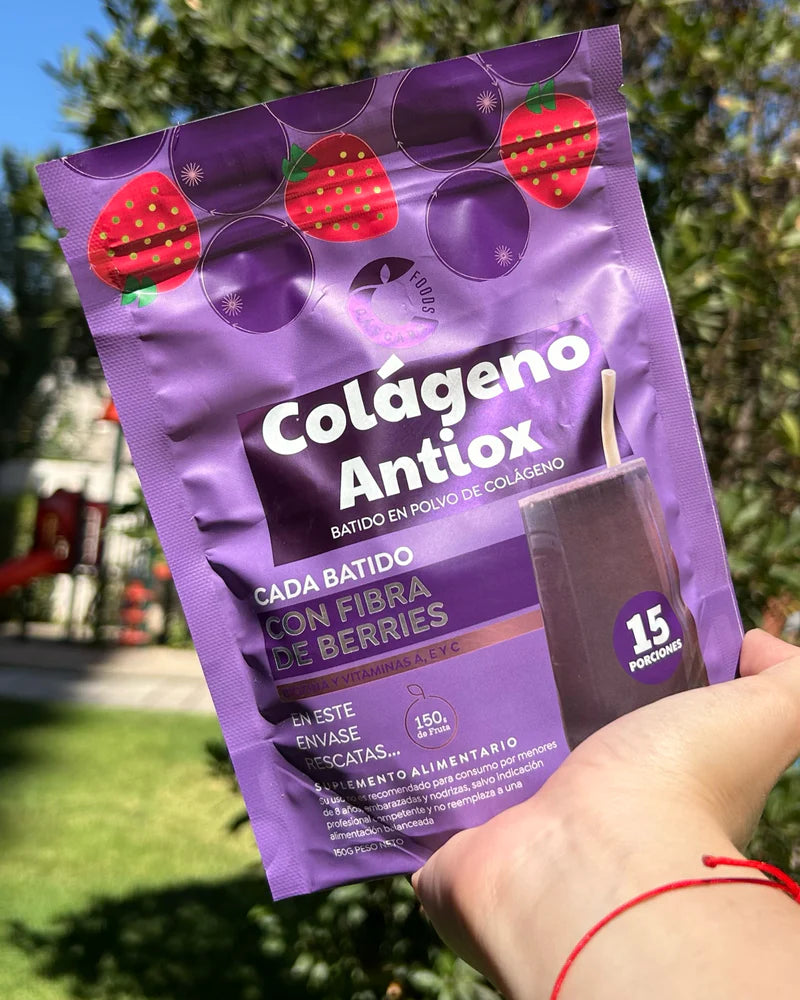 FOODS
Colágeno
Antiox
BATIDO EN POLVO DE COLÁGENO
CADA BATIDO
CON FIBRA
DE BERRIES
Y VITAMINAS A, E Y C
15
PORCIONES
EN ESTE
ENVASE
RESCATAS...
150g
de Fruta
SUPLEMENTO ALIMENTARIO
Su uso no es recomendado para consumo por menores
de 8 años, embarazadas y nodrizas, salvo indicación
profesional competente y no reemplaza a una
alimentación balanceada
150G PESO NETO